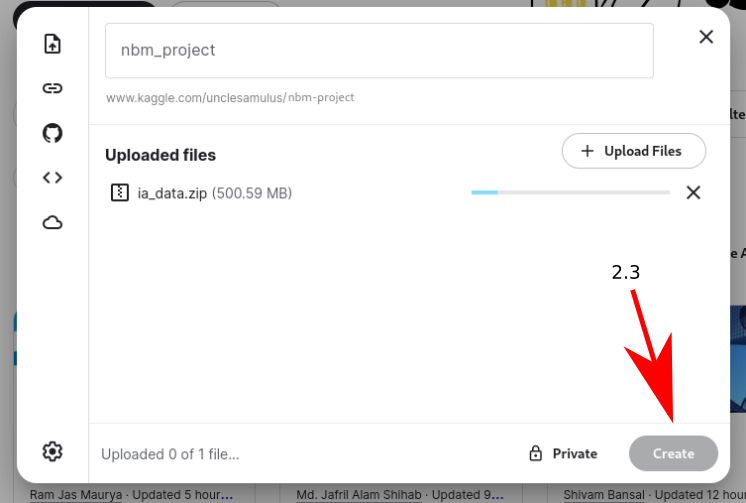 nbm_project
www.kaggle.com/unclesamulus/nbm-project
Uploaded files
+ Upload Files
ia_data.zip (500.59 MB)
2.3
Uploaded 0 of 1 file...
Private
Create
Ram Jas Maurya · Updated 5 hour...
Md. Jafril Alam Shihab · Updated 9...
Shivam Bansal · Updated 12 hour